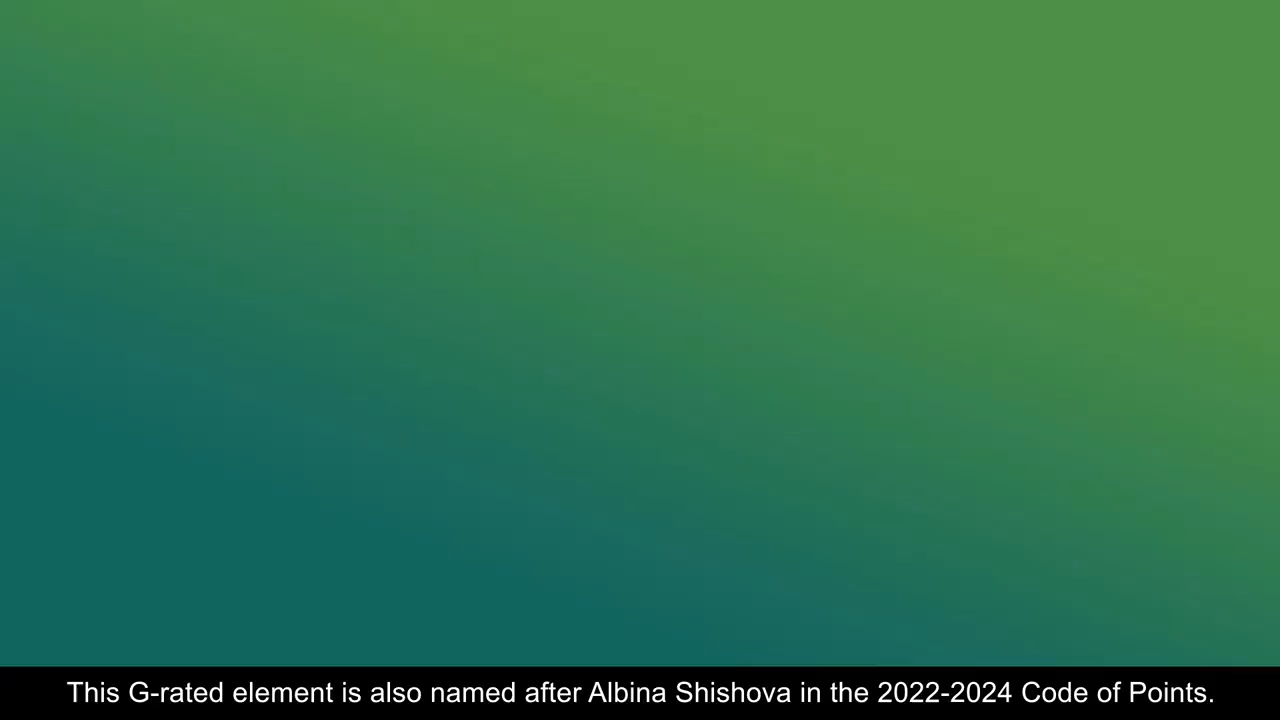 This G-rated element is also named after Albina Shishova in the 2022-2024 Code of Points.